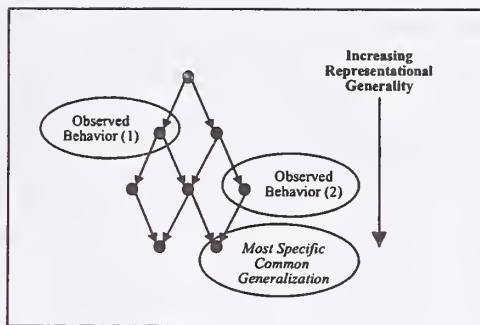 Increasing
Representational
Generality
Observed
Behavior (1)
Observed
Behavior (2)
Most Specific
Common
Generalization